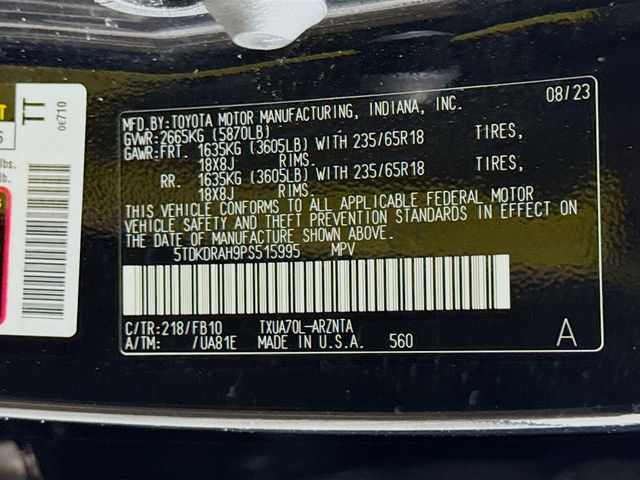 08/23
MFD.BY:TOYOTA MOTOR MANUFACTURING, INDIANA, INC.
GVWR:2665KG (5870LB)
GAWR:FRT. 1635KG (3605LB) WITH 235/65R18 TIRES,
18X8J RIMS.
RR. 1635KG (3605LB) WITH 235/65R18 TIRES,
18X8J RIMS.
THIS VEHICLE CONFORMS TO ALL APPLICABLE FEDERAL MOTOR
VEHICLE SAFETY AND THEFT PREVENTION STANDARDS IN EFFECT ON
THE DATE OF MANUFACTURE SHOWN ABOVE.
5TDKDRAH9PS515995 MPV
C/TR:218/FB10 TXUA70L-ARZNTA
A/TM: /UA81E MADE IN U.S.A. 560
A
TT
0E710
lbs.
lb.